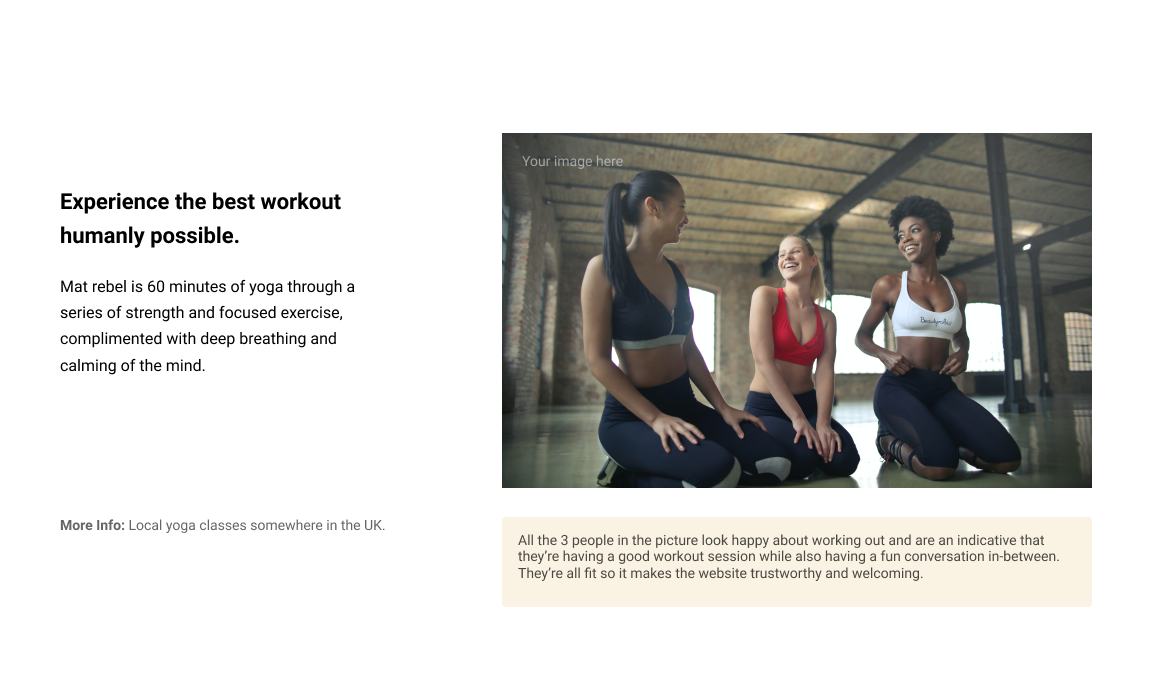 Experience the best workout
humanly possible.
Mat rebel is 60 minutes of yoga through a
series of strength and focused exercise,
complimented with deep breathing and
calming of the mind.
More Info: Local yoga classes somewhere in the UK.
Your image here
All the 3 people in the picture look happy about working out and are an indicative that
they’re having a good workout session while also having a fun conversation in-between.
They’re all fit so it makes the website trustworthy and welcoming.